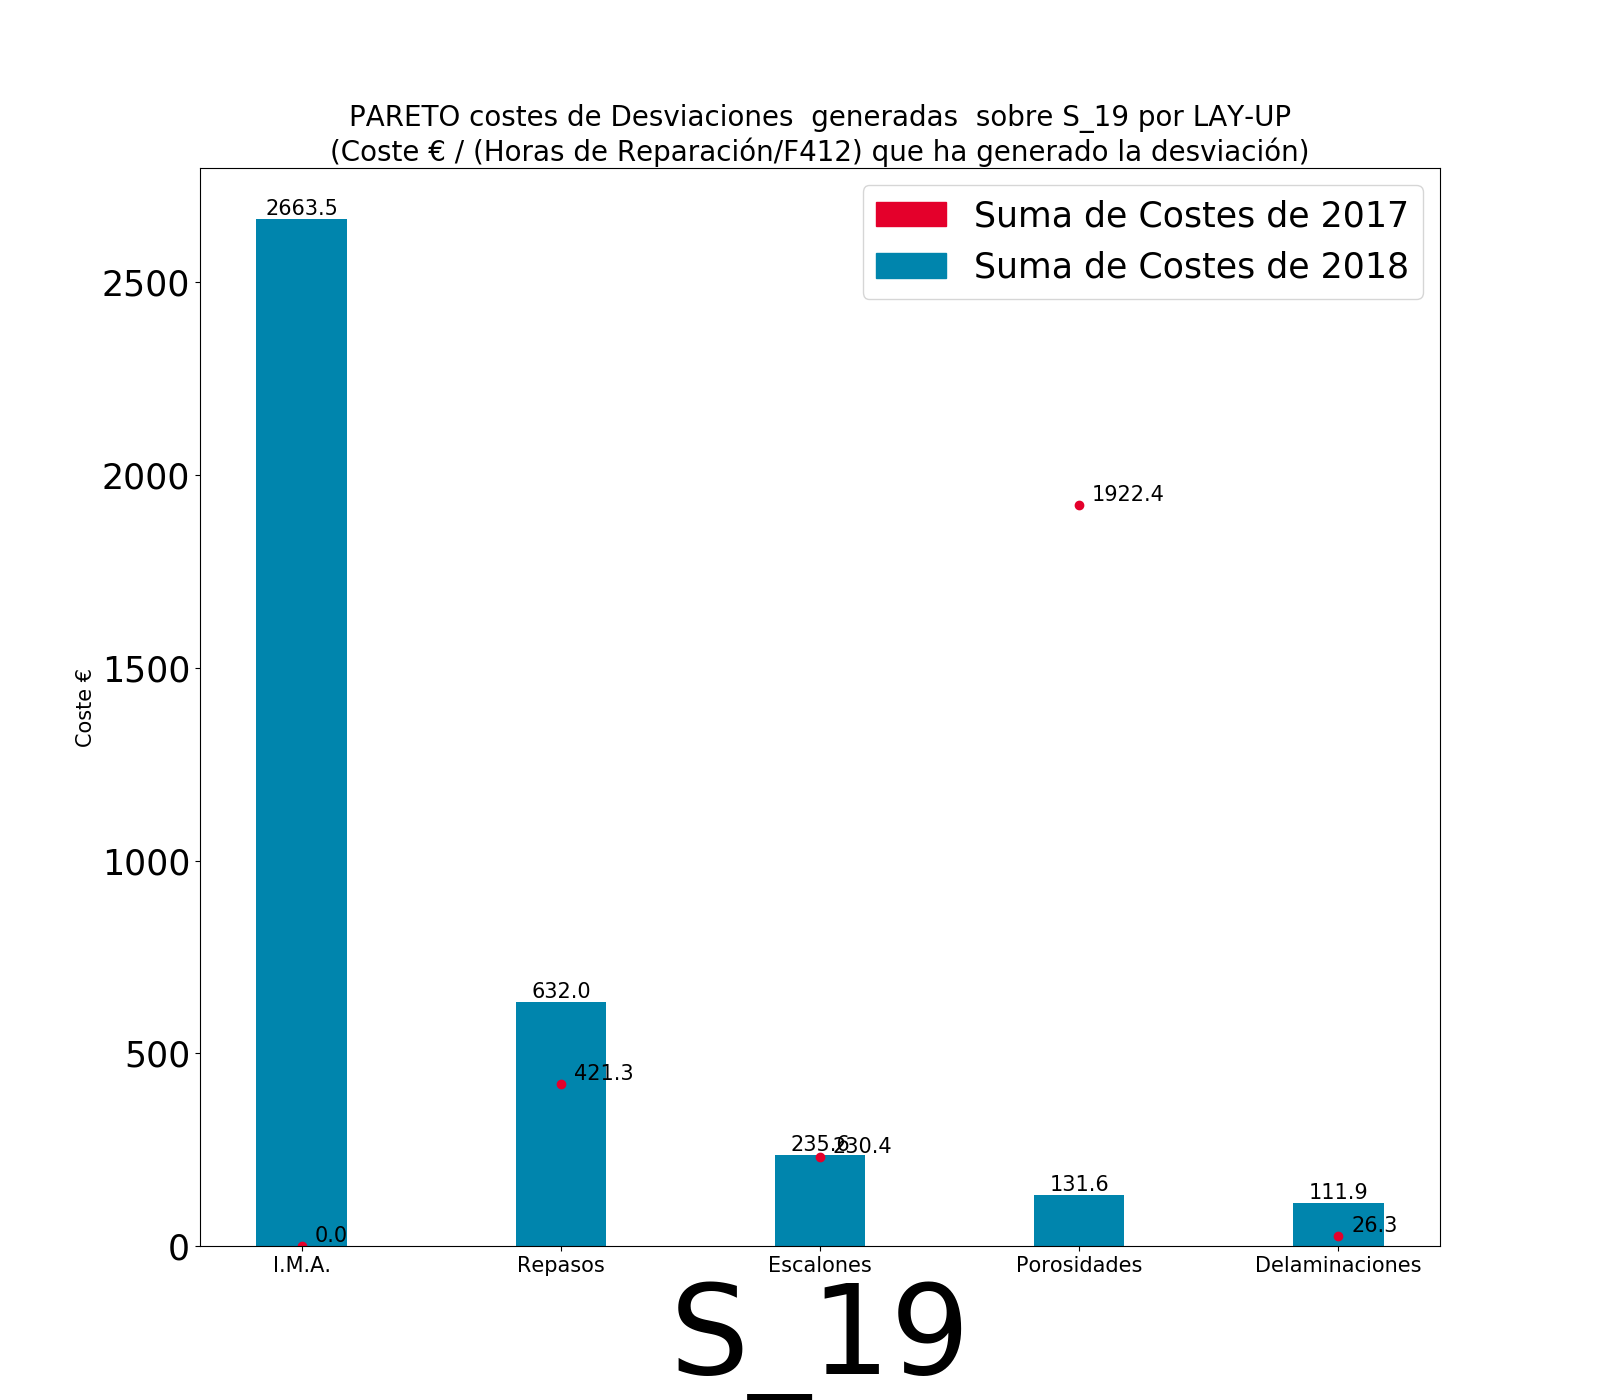 PARETO costes de Desviaciones  generadas  sobre S_19 por LAY-UP
(Coste € / (Horas de Reparación/F412) que ha generado la desviación)
Suma de Costes de 2017
Suma de Costes de 2018
Coste €
2500
2000
1500
1000
500
0
2663.5
0.0
632.0
421.3
235.6
230.4
1922.4
131.6
111.9
26.3
I.M.A.
Repasos
Escalones
Porosidades
Delaminaciones
S_19